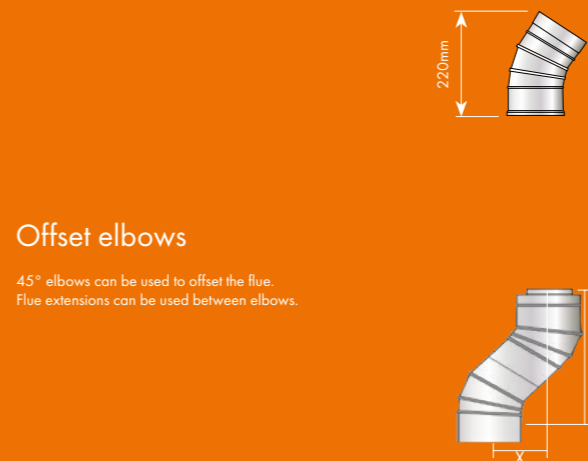 220mm
Offset elbows
45° elbows can be used to offset the flue.
Flue extensions can be used between elbows.
X